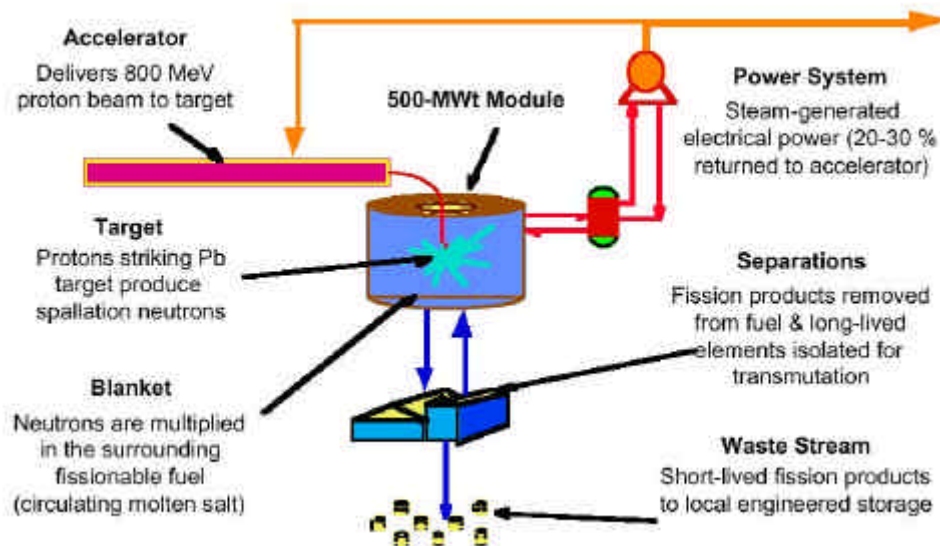 Accelerator
Delivers 800 MeV
proton beam to target
500-MWt Module
Power System
Steam-generated
electrical power (20-30 %
returned to accelerator)
Target
Protons striking Pb
target produce
spallation neutrons
Separations
Fission products removed
from fuel & long-lived
elements isolated for
transmutation
Blanket
Neutrons are multiplied
in the surrounding
fissionable fuel
(circulating molten salt)
Waste Stream
Short-lived fission products
to local engineered storage